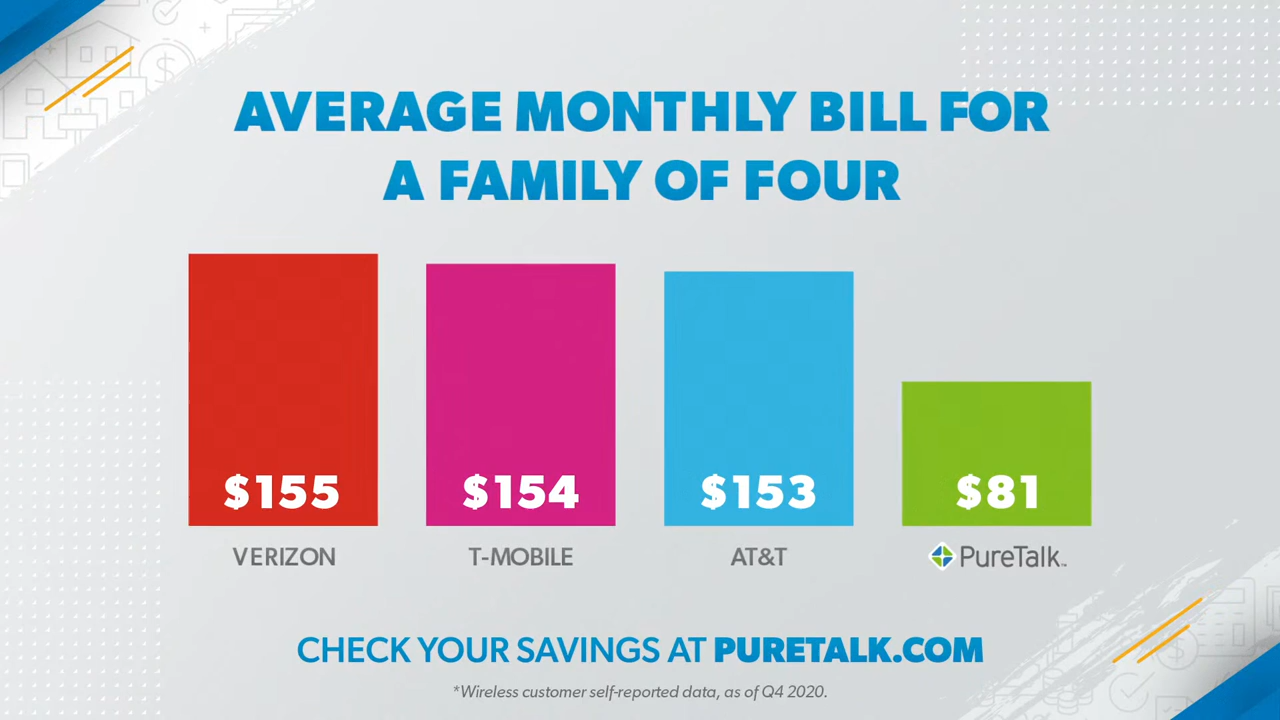 AVERAGE MONTHLY BILL FOR
A FAMILY OF FOUR
$155
$154
$153
$81
VERIZON
T-MOBILE
AT&T
PureTalk™
CHECK YOUR SAVINGS AT PURETALK.COM
*Wireless customer self-reported data, as of Q4 2020.